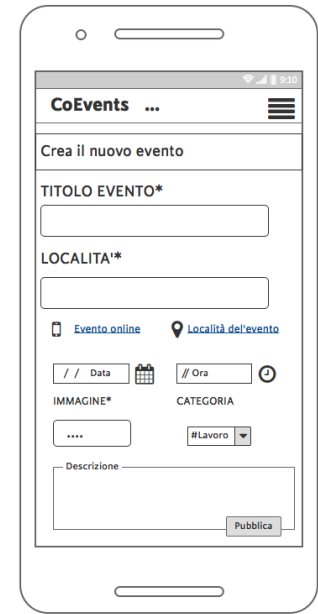 9:10
CoEvents ...
Crea il nuovo evento
TITOLO EVENTO*
LOCALITA'*
Evento online Località del'evento
/ / Data // Ora
IMMAGINE* CATEGORIA
.... #Lavoro
Descrizione
Pubblica